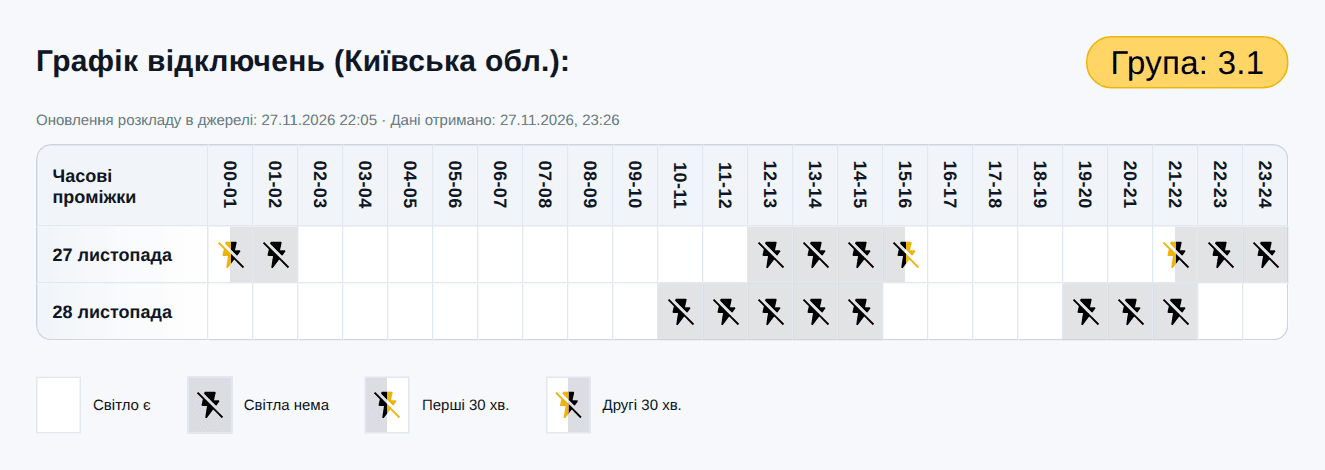 Графік відключень (Київська обл.):
Група: 3.1
Оновлення розкладу в джерелі: 27.11.2026 22:05 · Дані отримано: 27.11.2026, 23:26
Часові
проміжки
00-01 01-02 02-03 03-04 04-05 05-06 06-07 07-08 08-09 09-10 10-11 11-12 12-13 13-14 14-15 15-16 16-17 17-18 18-19 19-20 20-21 21-22 22-23 23-24
27 листопада
28 листопада
Світло є
Світла нема
Перші 30 хв.
Другі 30 хв.